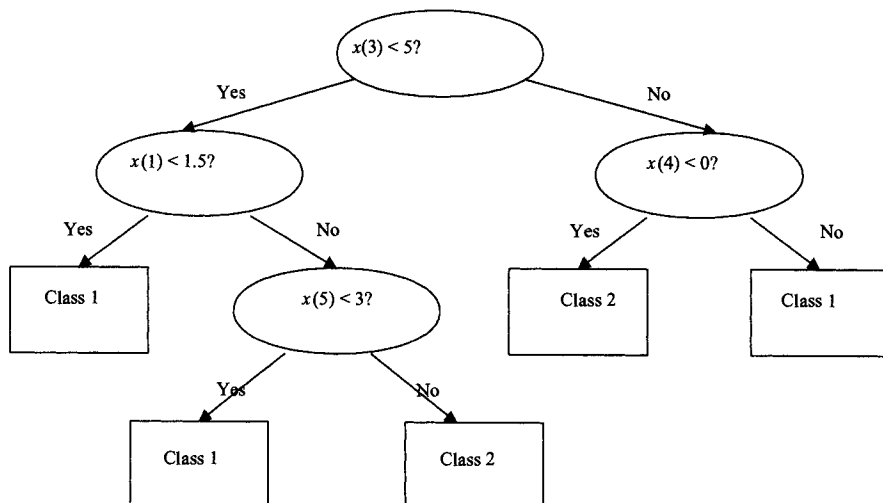 x(3) < 5?
Yes
No
x(1) < 1.5?
x(4) < 0?
Yes
No
Yes
No
Class 1
x(5) < 3?
Class 2
Class 1
Yes
No
Class 1
Class 2